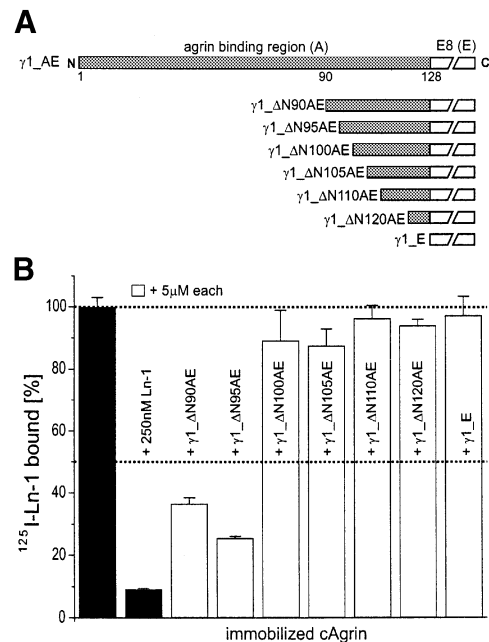 A
agrin binding region (A) E8 (E)
γ1_AE N C
1 90 128
γ1_ΔN90AE
γ1_ΔN95AE
γ1_ΔN100AE
γ1_ΔN105AE
γ1_ΔN110AE
γ1_ΔN120AE
γ1_E
B
+ 5μM each
125I-Ln-1 bound [%]
100
80
60
40
20
0
+ 250nM Ln-1
+ γ1_ΔN90AE
+ γ1_ΔN95AE
+ γ1_ΔN100AE
+ γ1_ΔN105AE
+ γ1_ΔN110AE
+ γ1_ΔN120AE
+ γ1_E
immobilized cAgrin